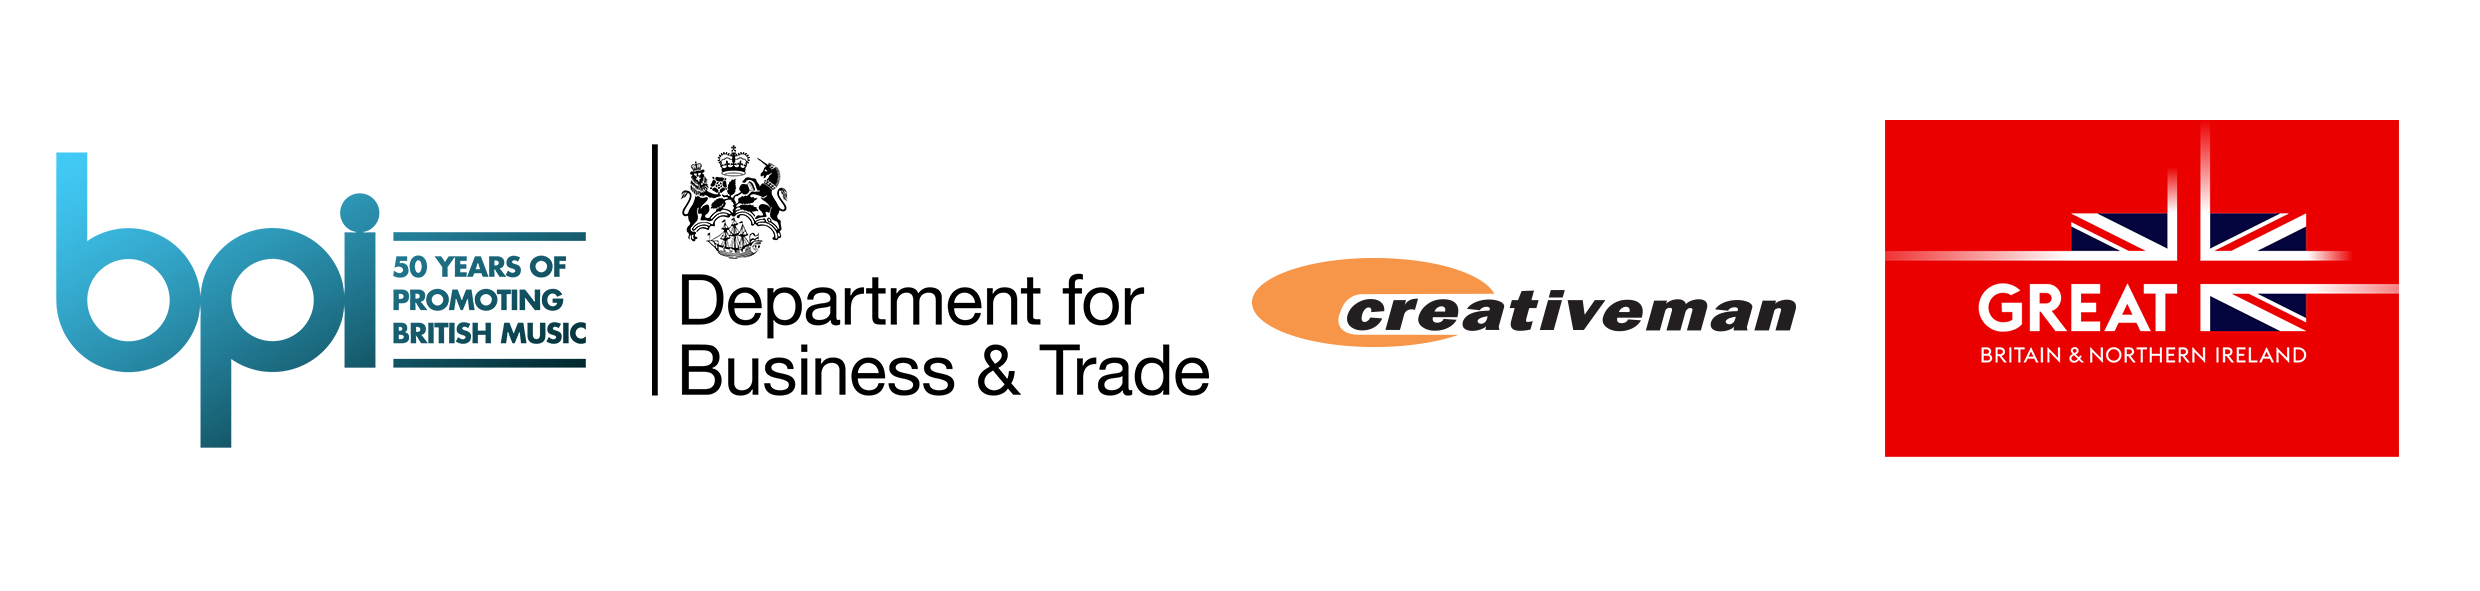 bpi
50 YEARS OF
PROMOTING
BRITISH MUSIC
Department for
Business & Trade
creativeman
GREAT
BRITAIN & NORTHERN IRELAND